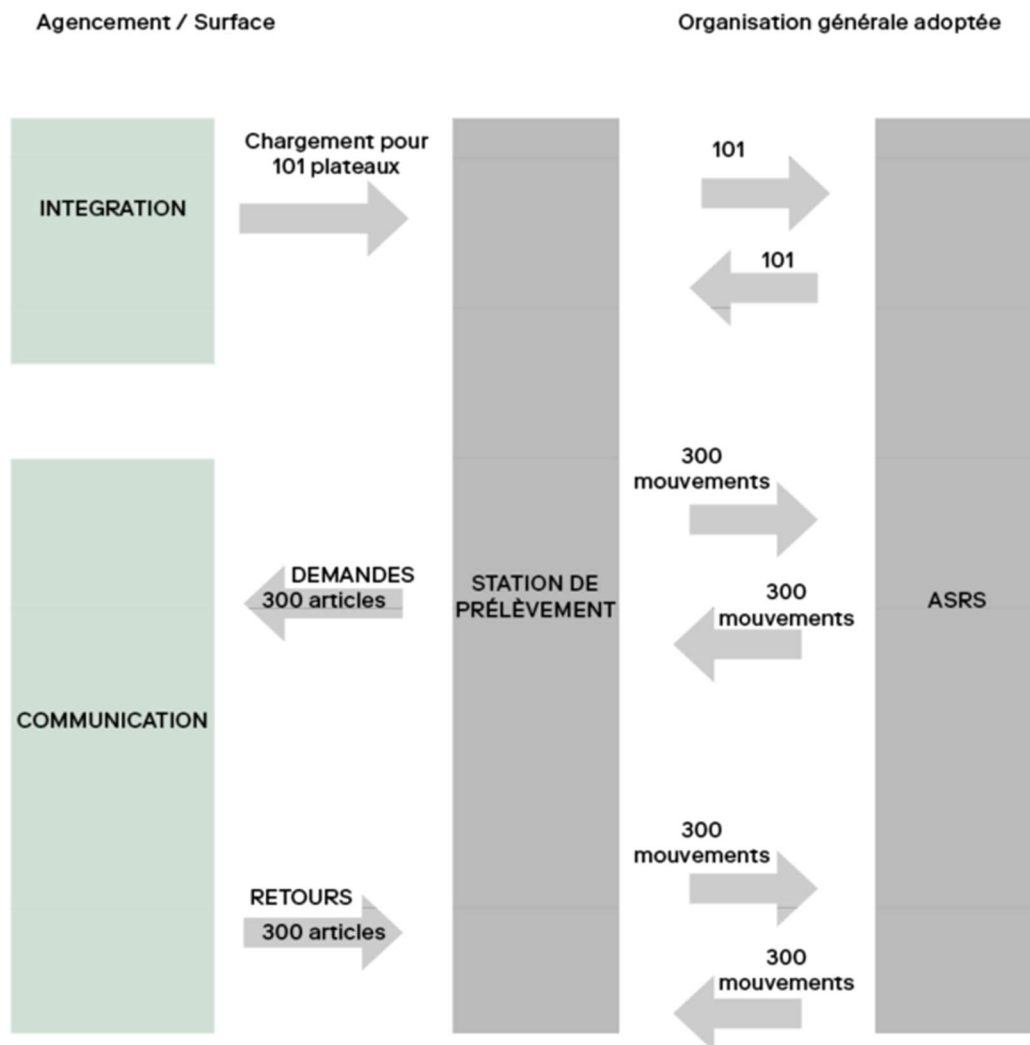 Agencement / Surface
Organisation générale adoptée
Chargement pour
101 plateaux
101
INTEGRATION
101
300
mouvements
DEMANDES
300 articles
STATION DE
PRÉLÈVEMENT
300
mouvements
ASRS
COMMUNICATION
300
mouvements
RETOURS
300 articles
300
mouvements